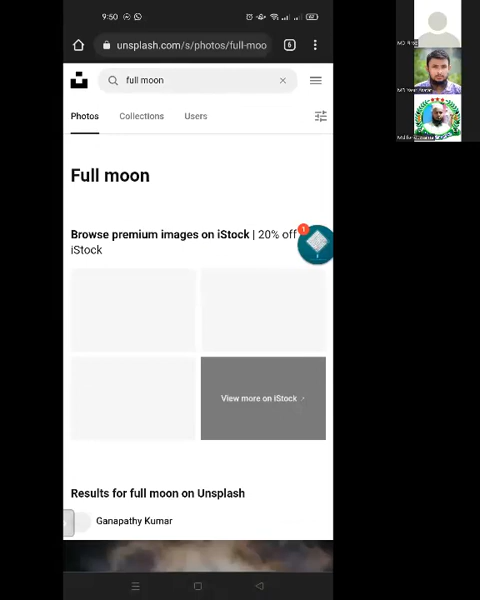 9:50
unsplash.com/s/photos/full-moo
6
full moon
Photos
Collections
Users
Full moon
Browse premium images on iStock | 20% off
iStock
1
View more on iStock
Results for full moon on Unsplash
Ganapathy Kumar